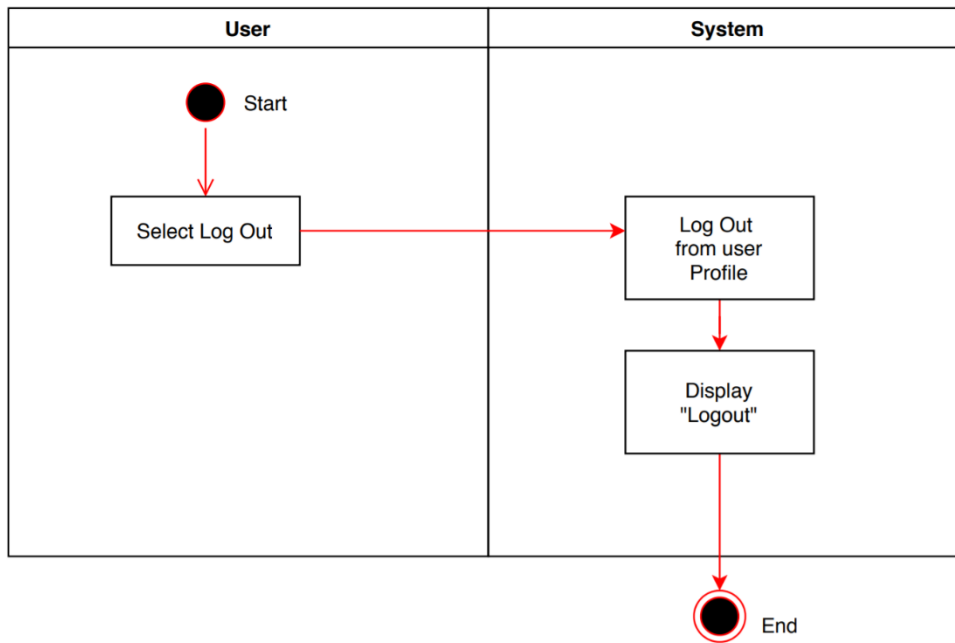 User
System
Start
Select Log Out
Log Out
from user
Profile
Display
"Logout"
End